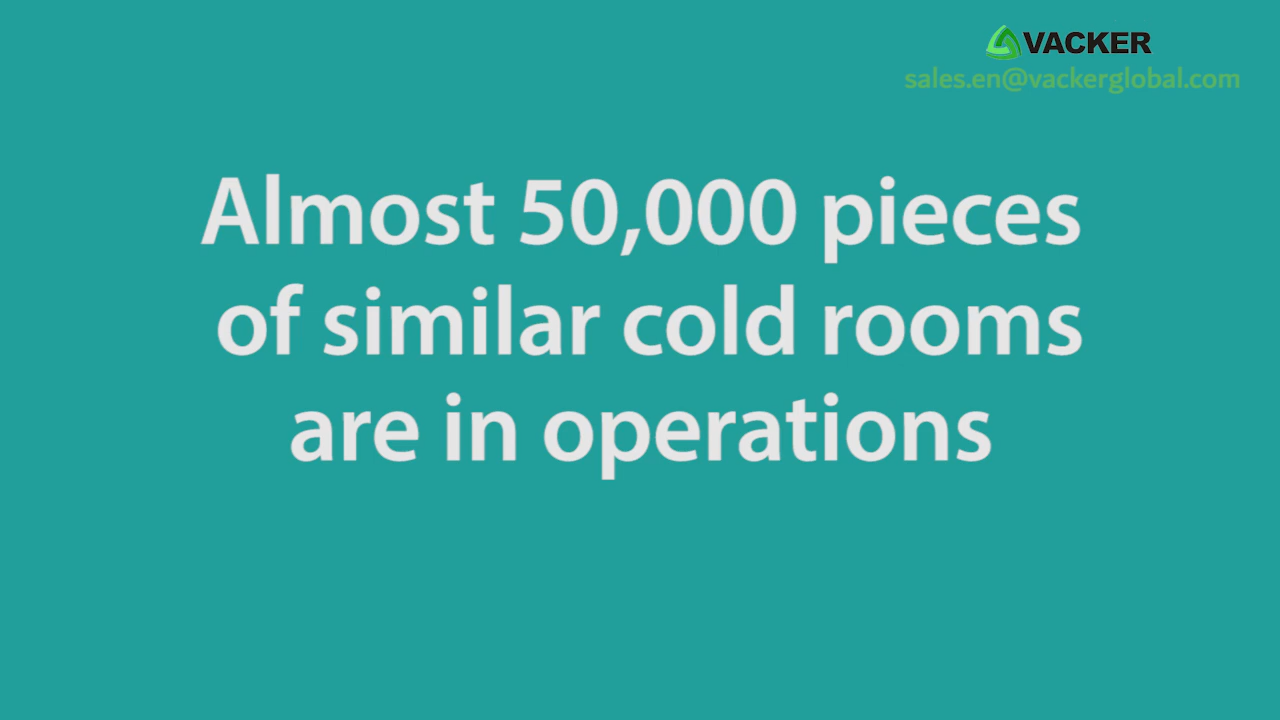 VACKER
sales.en@vackerglobal.com
Almost 50,000 pieces
of similar cold rooms
are in operations